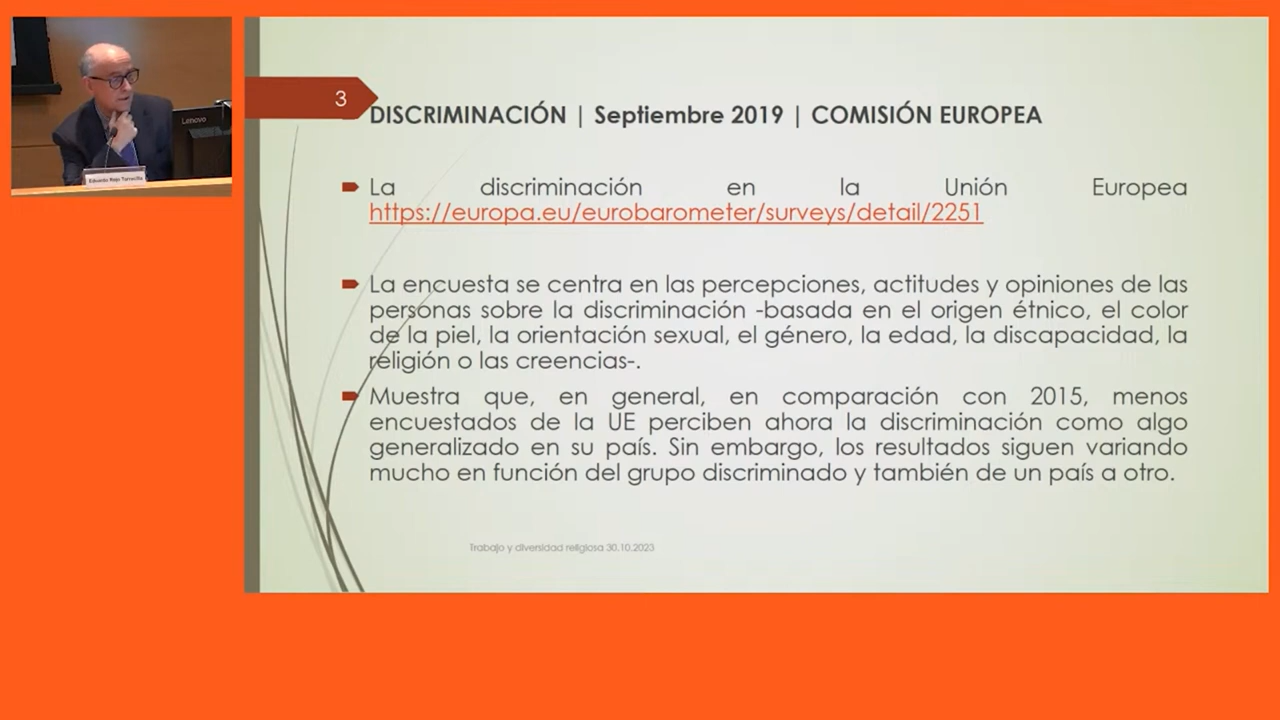 Lenovo
Eduardo Rojo Torrecilla
3
DISCRIMINACIÓN | Septiembre 2019 | COMISIÓN EUROPEA
La discriminación en la Unión Europea
https://europa.eu/eurobarometer/surveys/detail/2251
La encuesta se centra en las percepciones, actitudes y opiniones de las
personas sobre la discriminación -basada en el origen étnico, el color
de la piel, la orientación sexual, el género, la edad, la discapacidad, la
religión o las creencias-.
Muestra que, en general, en comparación con 2015, menos
encuestados de la UE perciben ahora la discriminación como algo
generalizado en su país. Sin embargo, los resultados siguen variando
mucho en función del grupo discriminado y también de un país a otro.
Trabajo y diversidad religiosa 30.10.2023